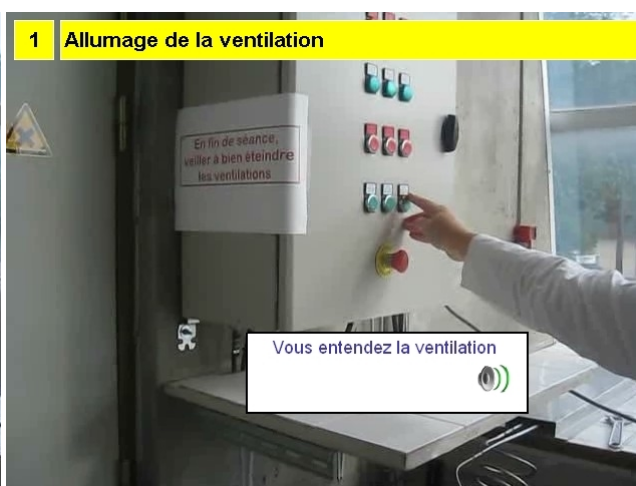 1 Allumage de la ventilation
En fin de séance,
veiller à bien éteindre
les ventilations
Vous entendez la ventilation